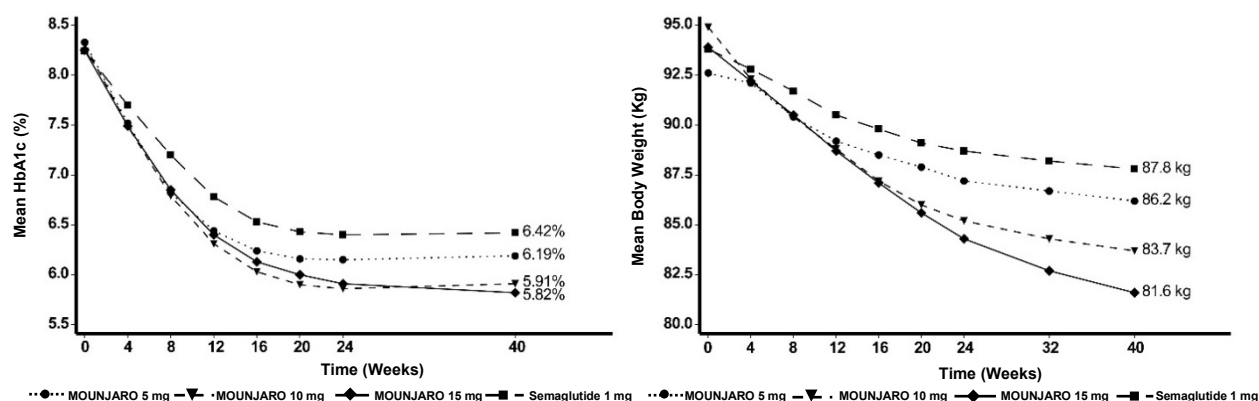 8.5
8.0
7.5
7.0
6.5
6.0
5.5
Mean HbA1c (%)
6.42%
6.19%
5.91%
5.82%
0 4 8 12 16 20 24 40
Time (Weeks)
MOUNJARO 5 mg MOUNJARO 10 mg MOUNJARO 15 mg Semaglutide 1 mg
95.0
92.5
90.0
87.5
85.0
82.5
80.0
Mean Body Weight (Kg)
87.8 kg
86.2 kg
83.7 kg
81.6 kg
0 4 8 12 16 20 24 32 40
Time (Weeks)
MOUNJARO 5 mg MOUNJARO 10 mg MOUNJARO 15 mg Semaglutide 1 mg